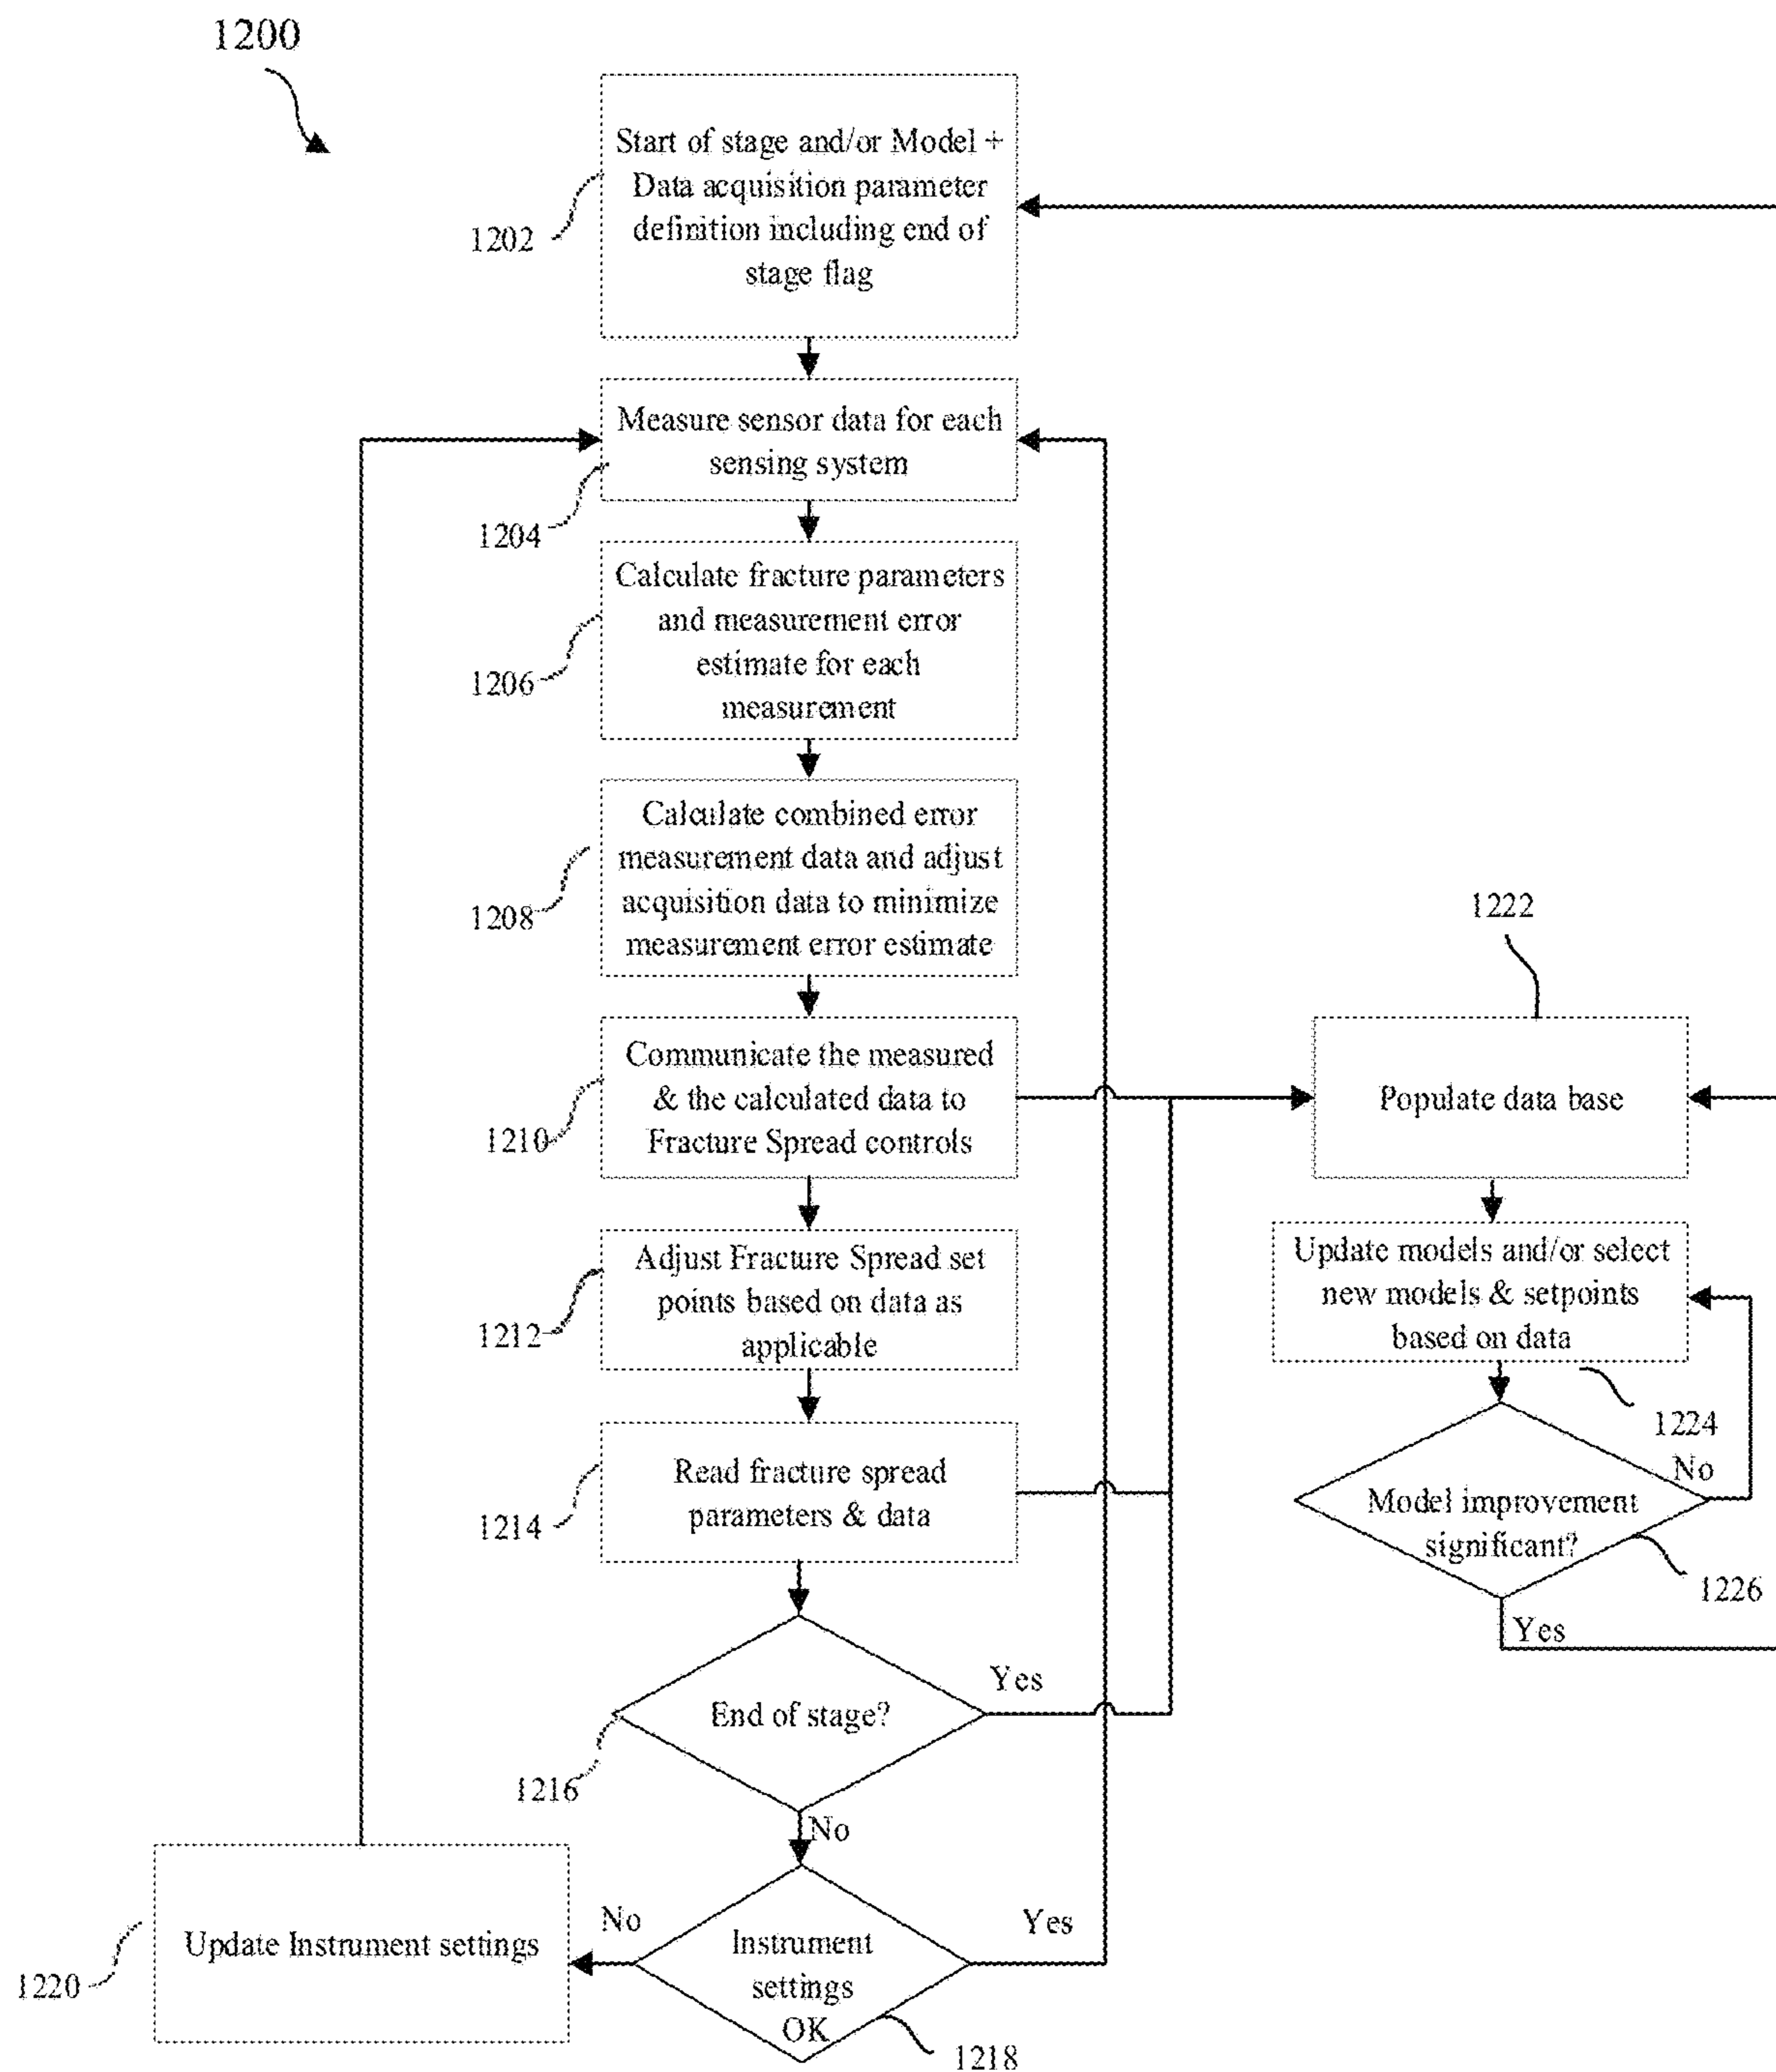 1200
Start of stage and/or Model +
Data acquisition parameter
definition including end of
stage flag
1202
Measure sensor data for each
sensing system
1204
Calculate fracture parameters
and measurement error
estimate for each
measurement
1206
Calculate combined error
measurement data and adjust
acquisition data to minimize
measurement error estimate
1208
Communicate the measured
& the calculated data to
Fracture Spread controls
1210
Adjust Fracture Spread set
points based on data as
applicable
1212
Read fracture spread
parameters & data
1214
End of stage?
Yes
1216
No
Instrument
settings
OK
No
Yes
1218
Update Instrument settings
1220
1222
Populate data base
Update models and/or select
new models & setpoints
based on data
1224
No
Model improvement
significant?
1226
Yes